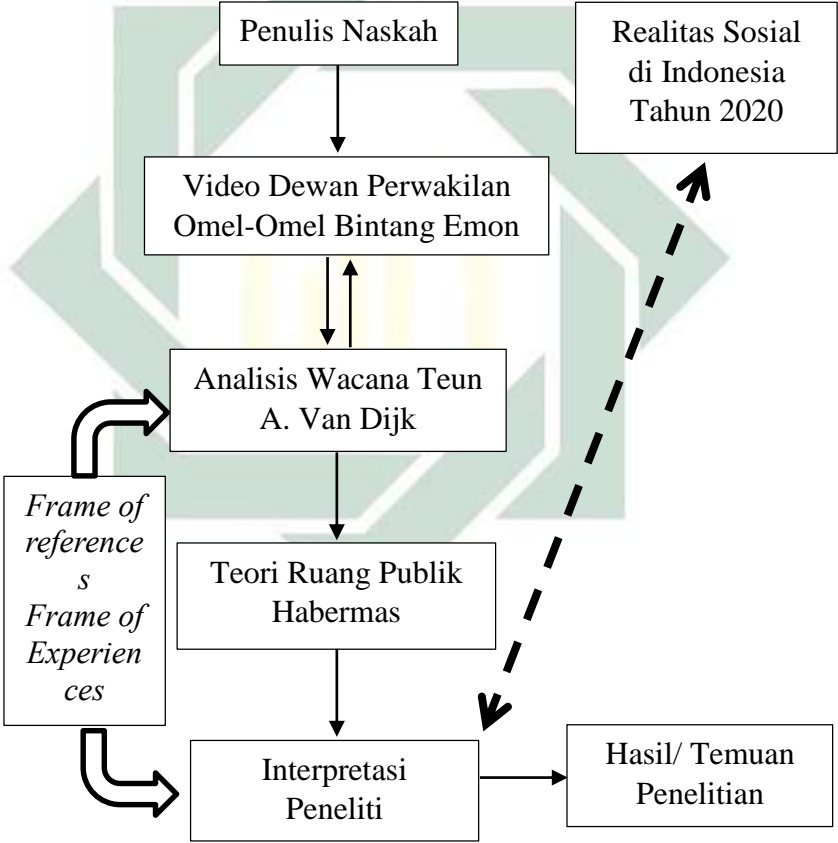 Penulis Naskah
Realitas Sosial
di Indonesia
Tahun 2020
Video Dewan Perwakilan
Omel-Omel Bintang Emon
Analisis Wacana Teun
A. Van Dijk
Frame of
reference
s
Frame of
Experien
ces
Teori Ruang Publik
Habermas
Interpretasi
Peneliti
Hasil/ Temuan
Penelitian